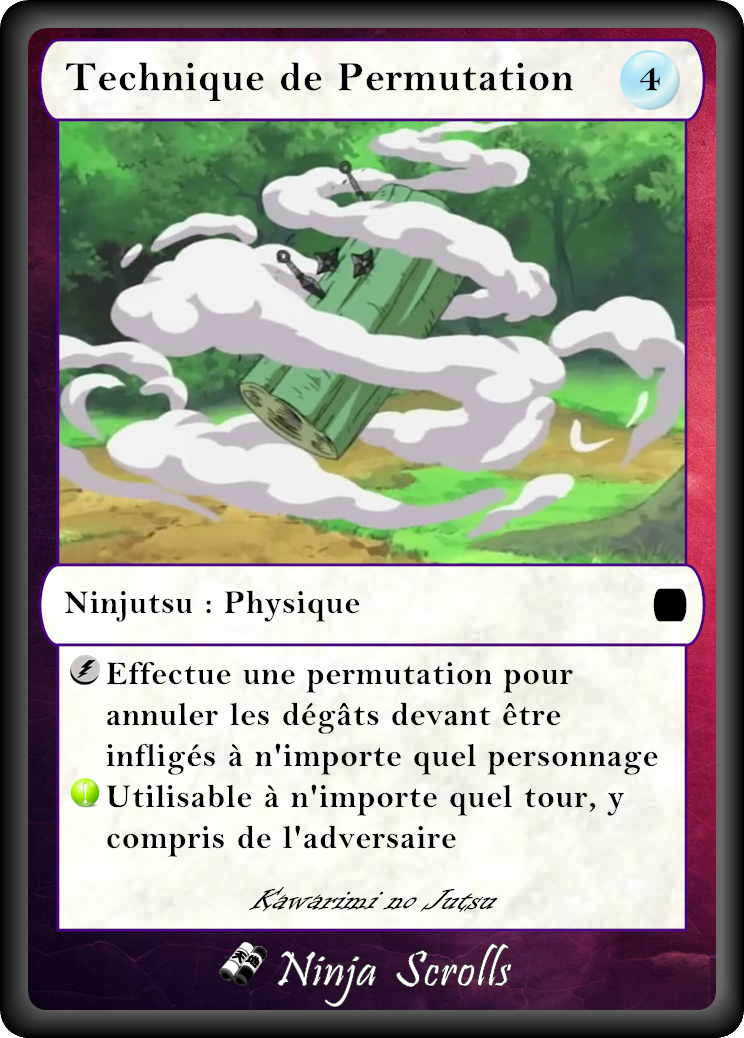 Technique de Permutation
4
Ninjutsu : Physique
Effectue une permutation pour
annuler les dégâts devant être
infligés à n'importe quel personnage
Utilisable à n'importe quel tour, y
compris de l'adversaire
Kawarimi no Jutsu
Ninja Scrolls